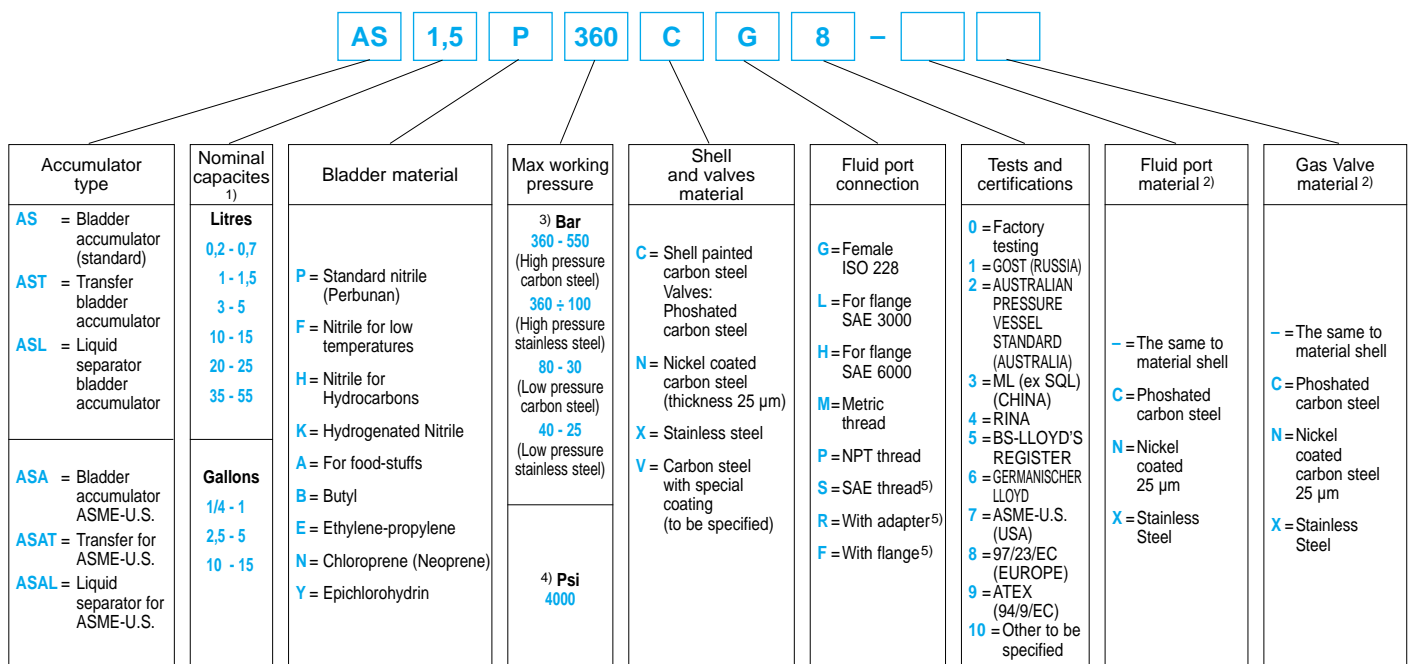 AS 1,5 P 360 C G 8 –
Accumulator
type
AS = Bladder
accumulator
(standard)
AST = Transfer
bladder
accumulator
ASL = Liquid
separator
bladder
accumulator
ASA = Bladder
accumulator
ASME-U.S.
ASAT = Transfer for
ASME-U.S.
ASAL = Liquid
separator for
ASME-U.S.
Nominal
capacites
1)
Litres
0,2 - 0,7
1 - 1,5
3 - 5
10 - 15
20 - 25
35 - 55
Gallons
1/4 - 1
2,5 - 5
10 - 15
Bladder material
P = Standard nitrile
(Perbunan)
F = Nitrile for low
temperatures
H = Nitrile for
Hydrocarbons
K = Hydrogenated Nitrile
A = For food-stuffs
B = Butyl
E = Ethylene-propylene
N = Chloroprene (Neoprene)
Y = Epichlorohydrin
Max working
pressure
3) Bar
360 - 550
(High pressure
carbon steel)
360 ÷ 100
(High pressure
stainless steel)
80 - 30
(Low pressure
carbon steel)
40 - 25
(Low pressure
stainless steel)
4) Psi
4000
Shell
and valves
material
C = Shell painted
carbon steel
Valves:
Phoshated
carbon steel
N = Nickel coated
carbon steel
(thickness 25 µm)
X = Stainless steel
V = Carbon steel
with special
coating
(to be specified)
Fluid port
connection
G = Female
ISO 228
L = For flange
SAE 3000
H = For flange
SAE 6000
M = Metric
thread
P = NPT thread
S = SAE thread 5)
R = With adapter 5)
F = With flange 5)
Tests and
certifications
0 = Factory
testing
1 = GOST (RUSSIA)
2 = AUSTRALIAN
PRESSURE
VESSEL
STANDARD
(AUSTRALIA)
3 = ML (ex SQL)
(CHINA)
4 = RINA
5 = BS-LLOYD'S
REGISTER
6 = GERMANISCHER
LLOYD
7 = ASME-U.S.
(USA)
8 = 97/23/EC
(EUROPE)
9 = ATEX
(94/9/EC)
10 = Other to be
specified
Fluid port
material 2)
– = The same to
material shell
C = Phoshated
carbon steel
N = Nickel
coated
25 µm
X = Stainless
Steel
Gas Valve
material 2)
– = The same to
material shell
C = Phoshated
carbon steel
N = Nickel
coated
carbon steel
25 µm
X = Stainless
Steel